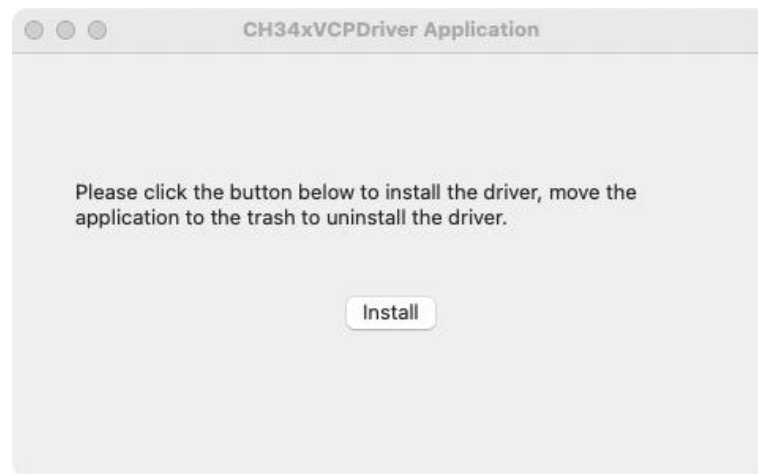 CH34xVCPDriver Application
Please click the button below to install the driver, move the
application to the trash to uninstall the driver.
Install